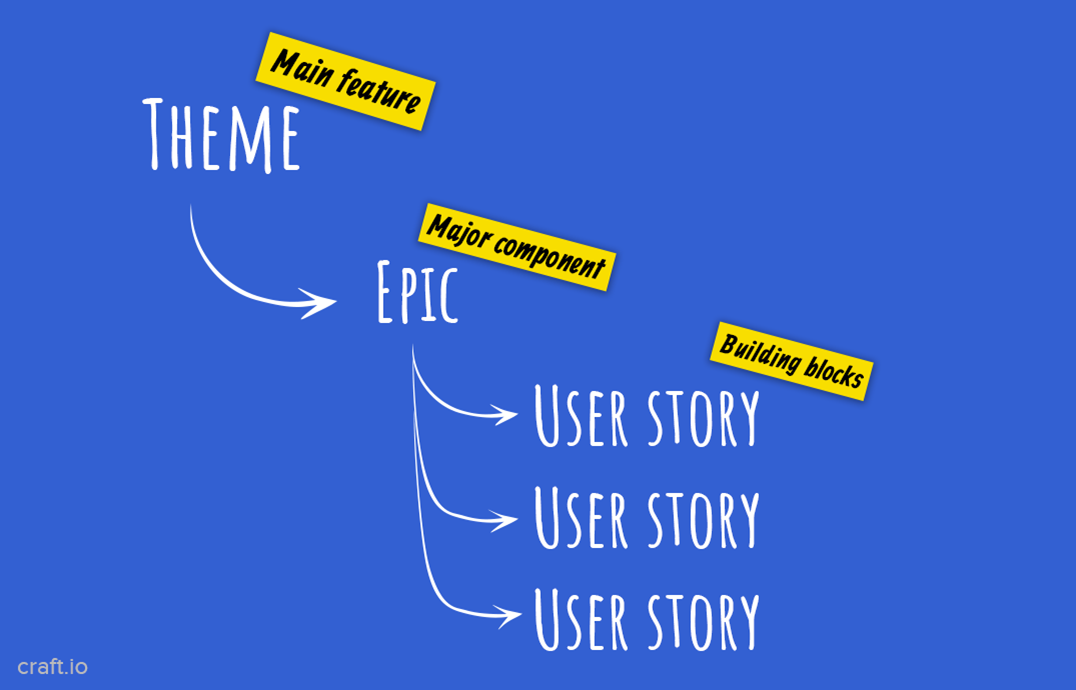 Main feature
THEME
Major component
EPIC
Building blocks
USER STORY
USER STORY
USER STORY
craft.io